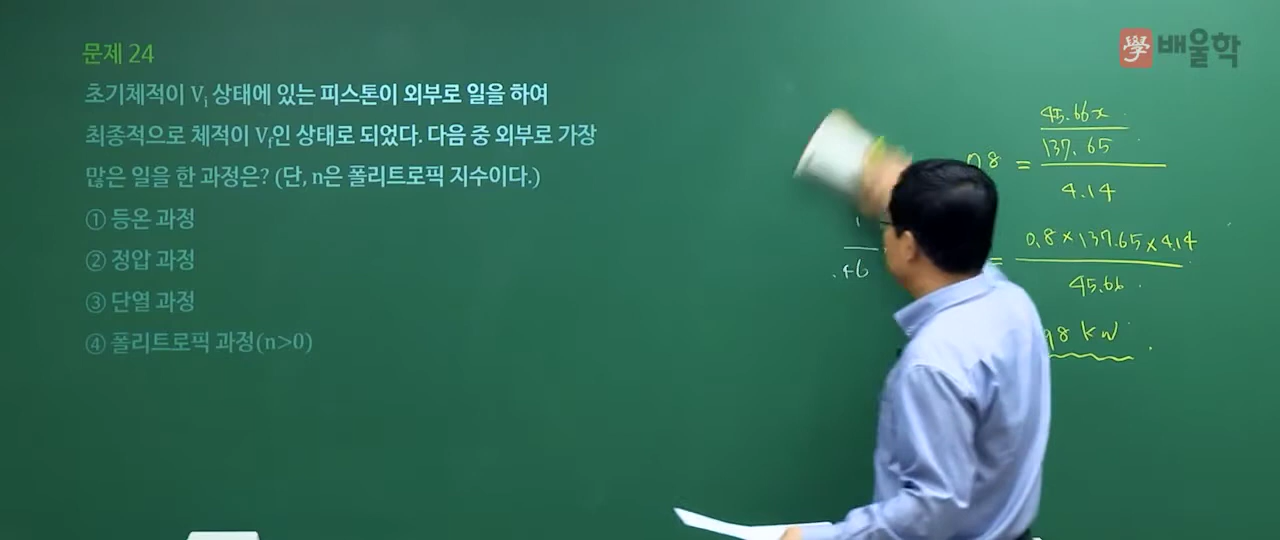 문제 24
초기체적이 Vi 상태에 있는 피스톤이 외부로 일을 하여
최종적으로 체적이 Vf인 상태로 되었다. 다음 중 외부로 가장
많은 일을 한 과정은? (단, n은 폴리트로픽 지수이다.)
① 등온 과정
② 정압 과정
③ 단열 과정
④ 폴리트로픽 과정(n>0)
學 배울학
45.66x
137.65
=
4.14
.46
= 0.8×137.65×4.14
45.66
98 kW